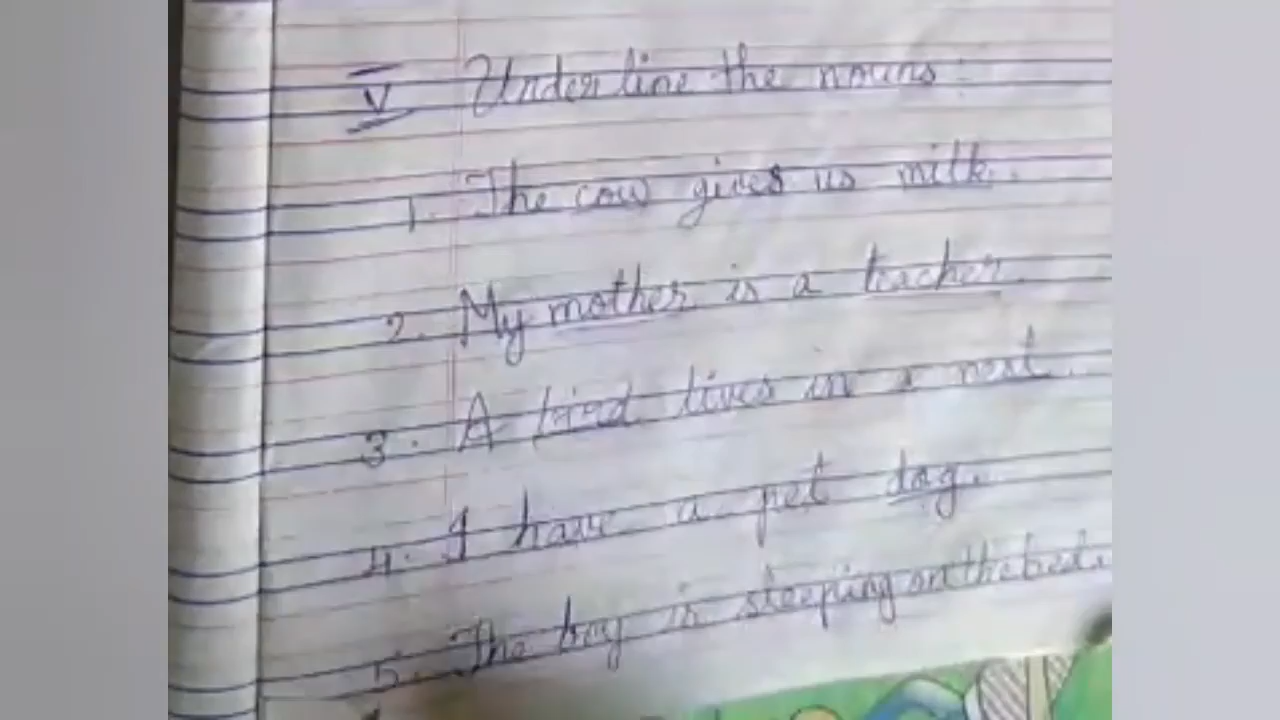 V Underline the nouns:
1. The cow gives us milk.
2. My mother is a teacher.
3. A bird lives in a nest.
4. I have a pet dog.
5. The boy is sleeping on the bed.